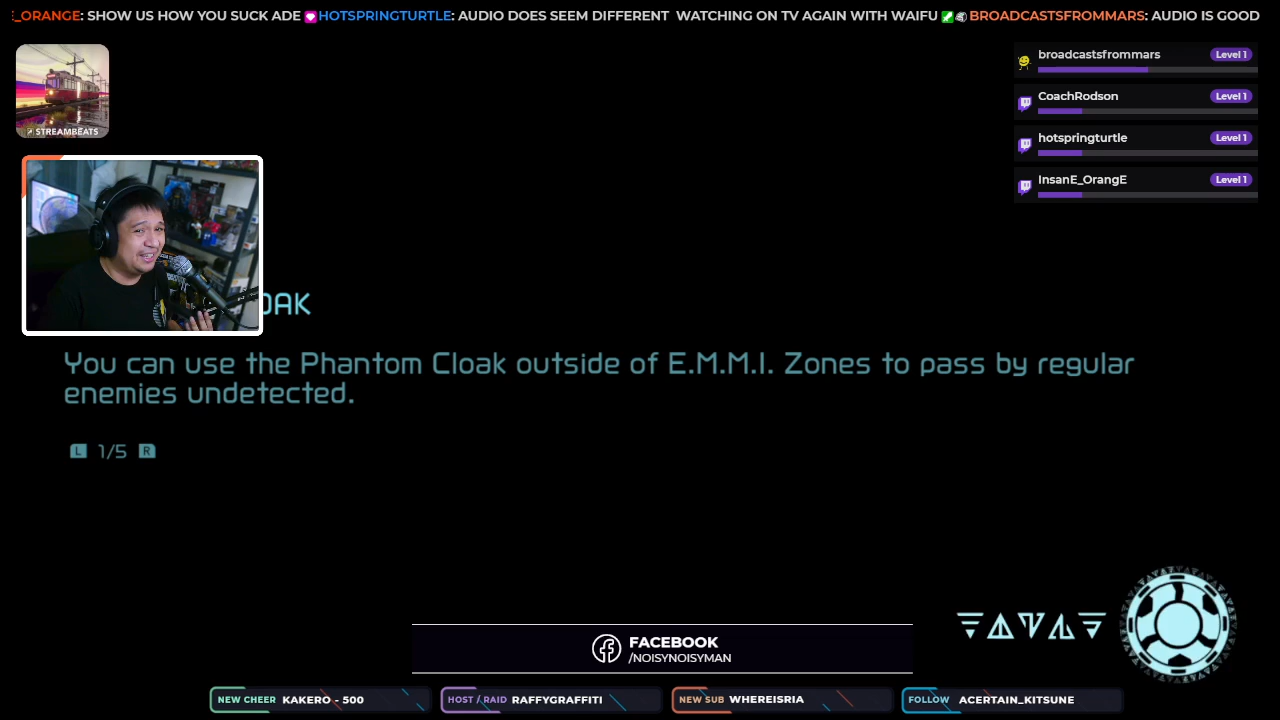 E_ORANGE: SHOW US HOW YOU SUCK ADE HOTSPRINGTURTLE: AUDIO DOES SEEM DIFFERENT WATCHING ON TV AGAIN WITH WAIFU BROADCASTSFROMMARS: AUDIO IS GOOD
STREAMBEATS
broadcastsfrommars Level 1
CoachRodson Level 1
hotspringturtle Level 1
InsanE_OrangE Level 1
OAK
You can use the Phantom Cloak outside of E.M.M.I. Zones to pass by regular
enemies undetected.
L 1/5 R
FACEBOOK
/NOISYNOISYMAN
NEW CHEER KAKERO - 500 HOST / RAID RAFFYGRAFFITI NEW SUB WHEREISRIA FOLLOW ACERTAIN_KITSUNE